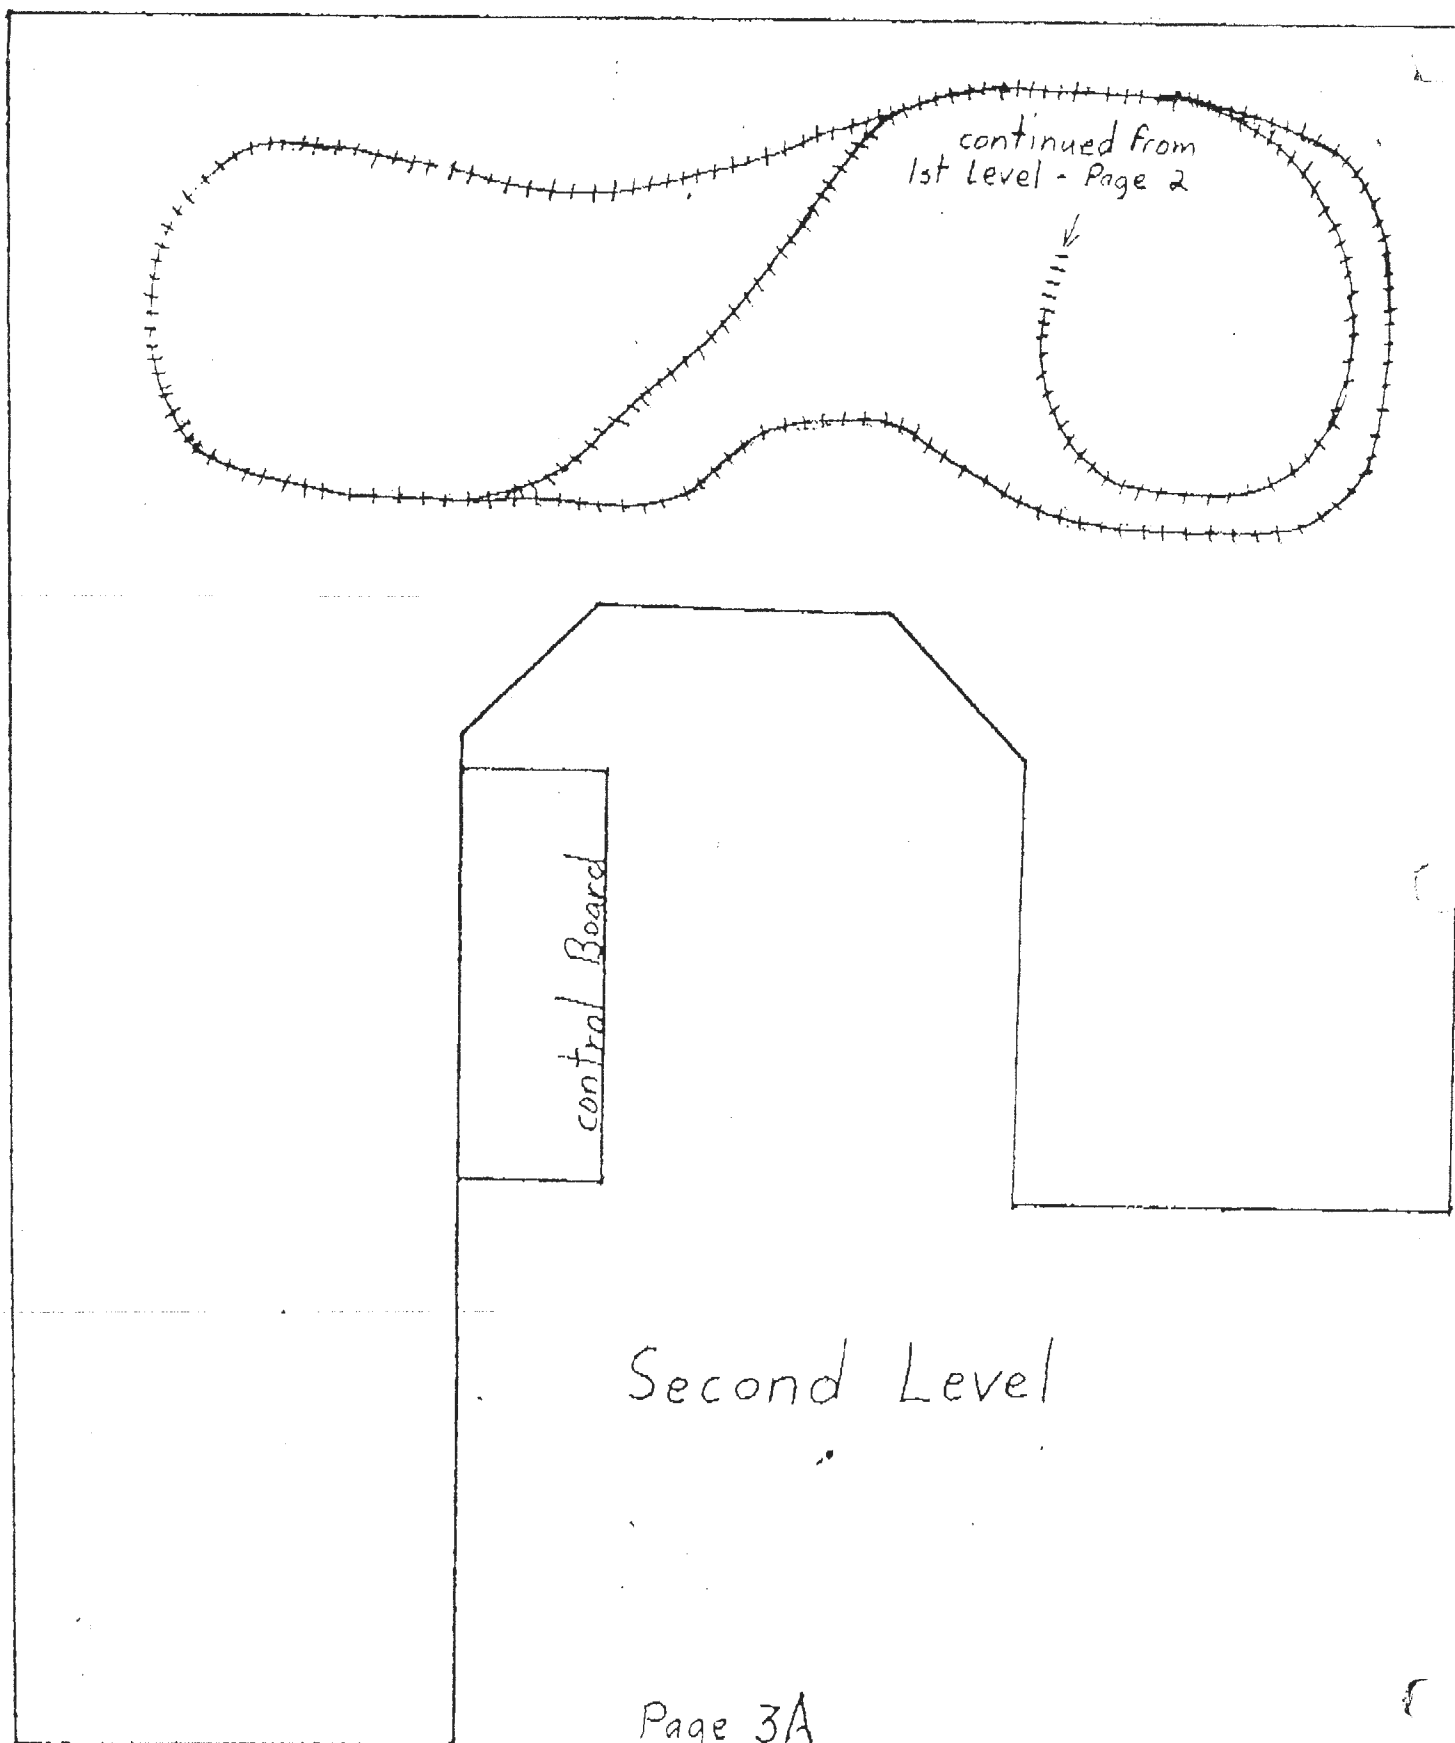 continued from
1st Level - Page 2
control Board
Second Level
Page 3A